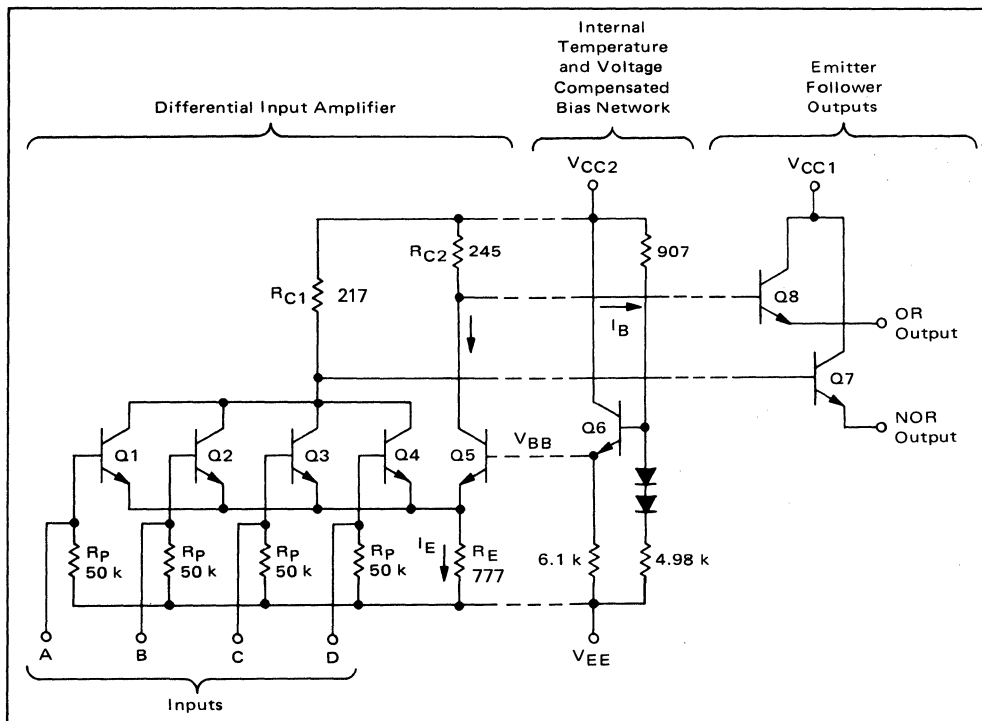 Internal
Temperature
and Voltage
Compensated
Bias Network
Emitter
Follower
Outputs
Differential Input Amplifier
VCC2
VCC1
RC2 245
907
RC1 217
Q8
IB
OR
Output
Q7
NOR
Output
Q1
Q2
Q3
Q4
Q5
VBB
Q6
RP
50 k
RP
50 k
RP
50 k
RP
50 k
IE
RE
777
6.1 k
4.98 k
A
B
C
D
VEE
Inputs